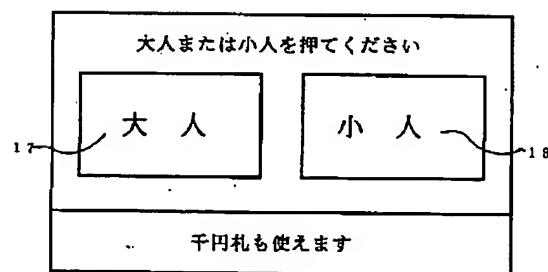 大人または小人を押てください
17 大 人 小 人 18
千円札も使えます